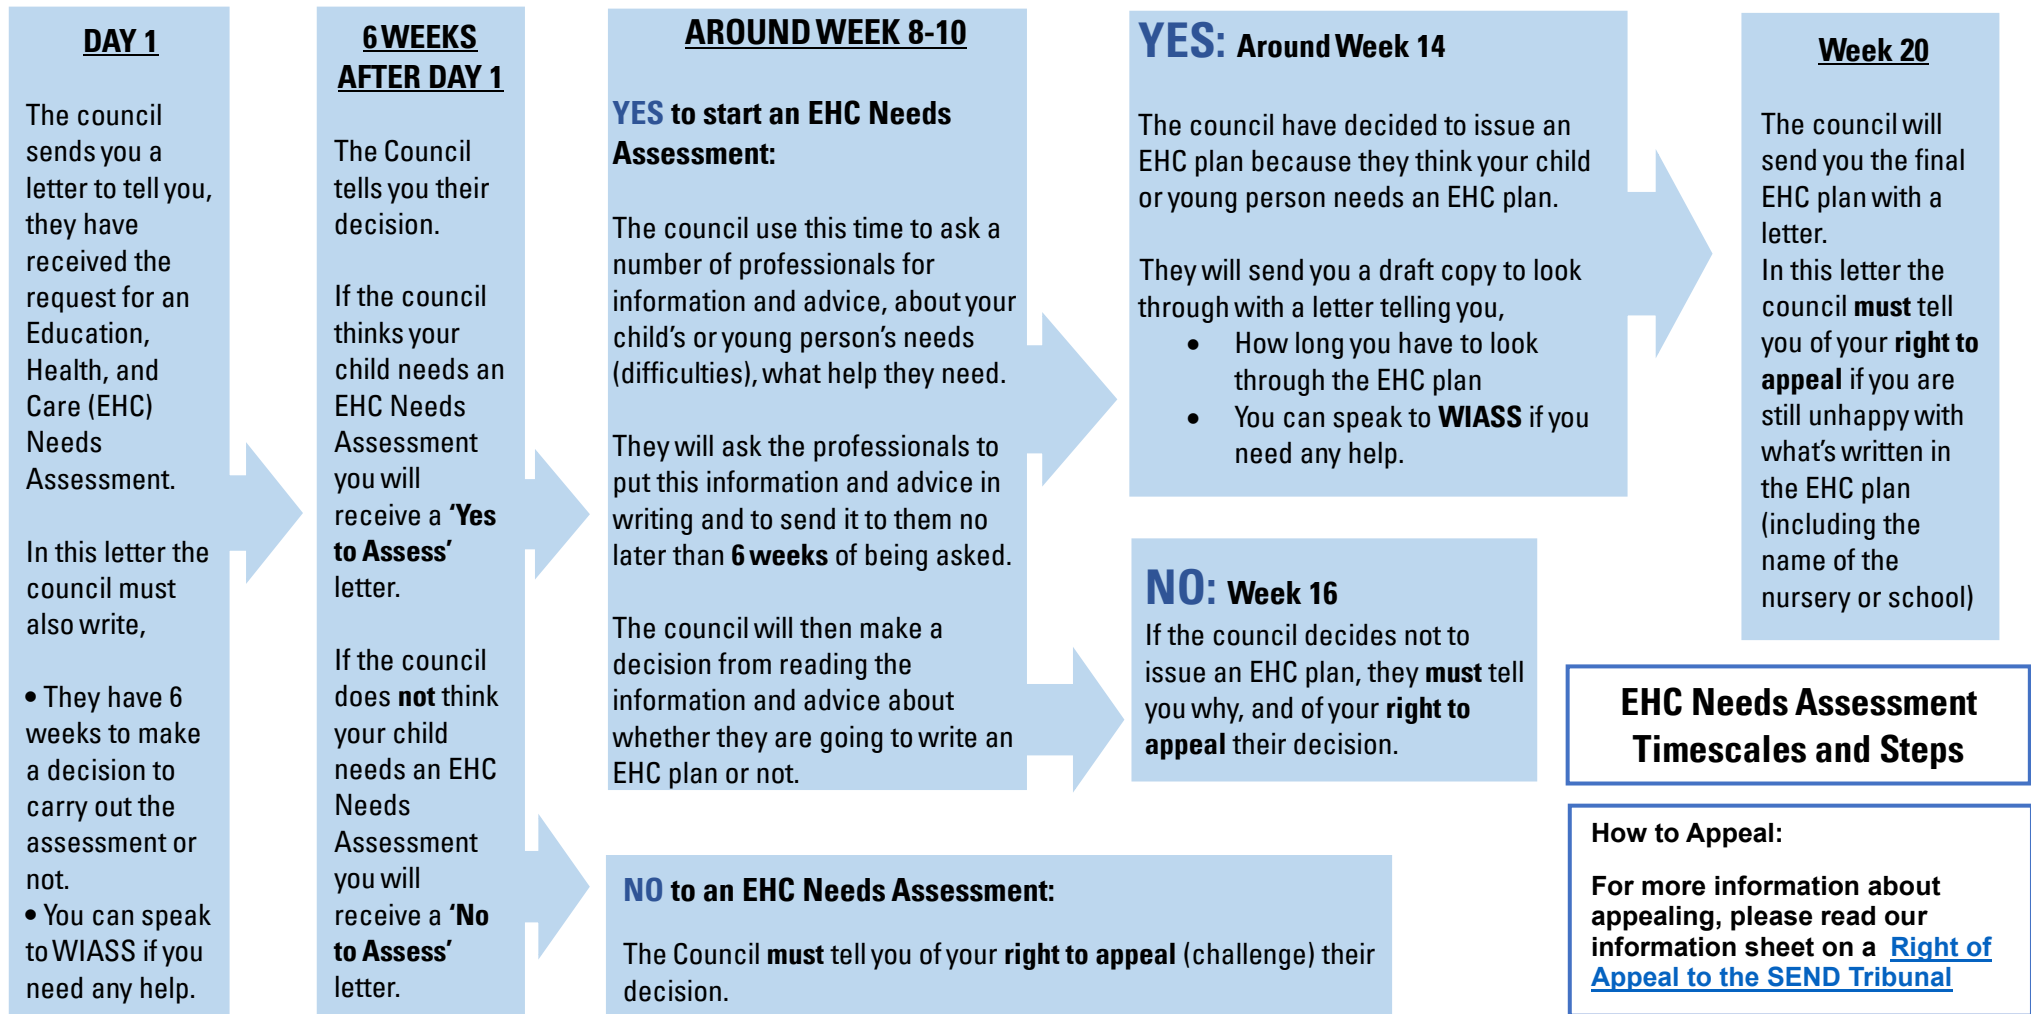 DAY 1
The council
sends you a
letter to tell you,
they have
received the
request for an
Education,
Health, and
Care (EHC)
Needs
Assessment.
In this letter the
council must
also write,
• They have 6
weeks to make
a decision to
carry out the
assessment or
not.
• You can speak
to WIASS if you
need any help.
6 WEEKS
AFTER DAY 1
The Council
tells you their
decision.
If the council
thinks your
child needs an
EHC Needs
Assessment
you will
receive a ‘Yes
to Assess’
letter.
If the council
does not think
your child
needs an EHC
Needs
Assessment
you will
receive a ‘No
to Assess’
letter.
AROUND WEEK 8-10
YES to start an EHC Needs
Assessment:
The council use this time to ask a
number of professionals for
information and advice, about your
child’s or young person’s needs
(difficulties), what help they need.
They will ask the professionals to
put this information and advice in
writing and to send it to them no
later than 6 weeks of being asked.
The council will then make a
decision from reading the
information and advice about
whether they are going to write an
EHC plan or not.
NO to an EHC Needs Assessment:
The Council must tell you of your right to appeal (challenge) their
decision.
YES: Around Week 14
The council have decided to issue an
EHC plan because they think your child
or young person needs an EHC plan.
They will send you a draft copy to look
through with a letter telling you,
• How long you have to look
through the EHC plan
• You can speak to WIASS if you
need any help.
NO: Week 16
If the council decides not to
issue an EHC plan, they must tell
you why, and of your right to
appeal their decision.
Week 20
The council will
send you the final
EHC plan with a
letter.
In this letter the
council must tell
you of your right to
appeal if you are
still unhappy with
what’s written in
the EHC plan
(including the
name of the
nursery or school)
EHC Needs Assessment
Timescales and Steps
How to Appeal:
For more information about
appealing, please read our
information sheet on a Right of
Appeal to the SEND Tribunal